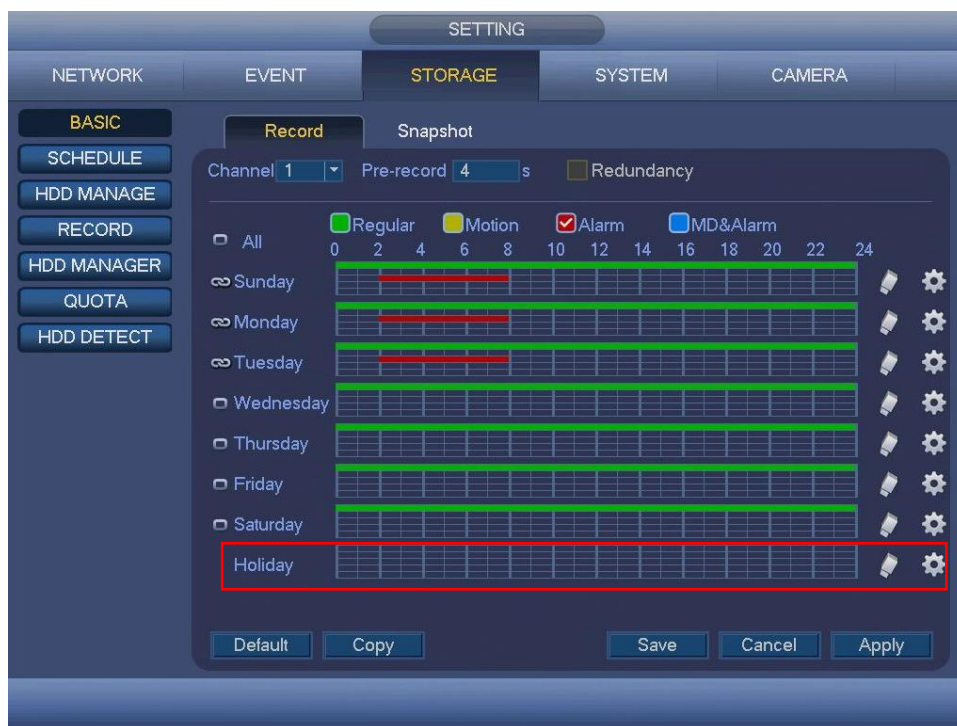 SETTING
NETWORK EVENT STORAGE SYSTEM CAMERA
BASIC
SCHEDULE
HDD MANAGE
RECORD
HDD MANAGER
QUOTA
HDD DETECT
Record Snapshot
Channel 1 Pre-record 4 s Redundancy
Regular Motion Alarm MD&Alarm
All 0 2 4 6 8 10 12 14 16 18 20 22 24
Sunday
Monday
Tuesday
Wednesday
Thursday
Friday
Saturday
Holiday
Default Copy Save Cancel Apply